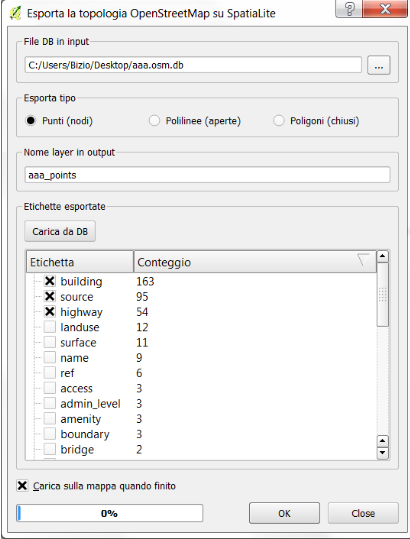 Esporta la topologia OpenStreetMap su SpatiaLite
File DB in input
C:/Users/Bizio/Desktop/aaa.osm.db
...
Esporta tipo
Punti (nodi) Polilinee (aperte) Poligoni (chiusi)
Nome layer in output
aaa_points
Etichette esportate
Carica da DB
Etichetta Conteggio
building 163
source 95
highway 54
landuse 12
surface 11
name 9
ref 6
access 3
admin_level 3
amenity 3
boundary 3
bridge 2
Carica sulla mappa quando finito
0% OK Close